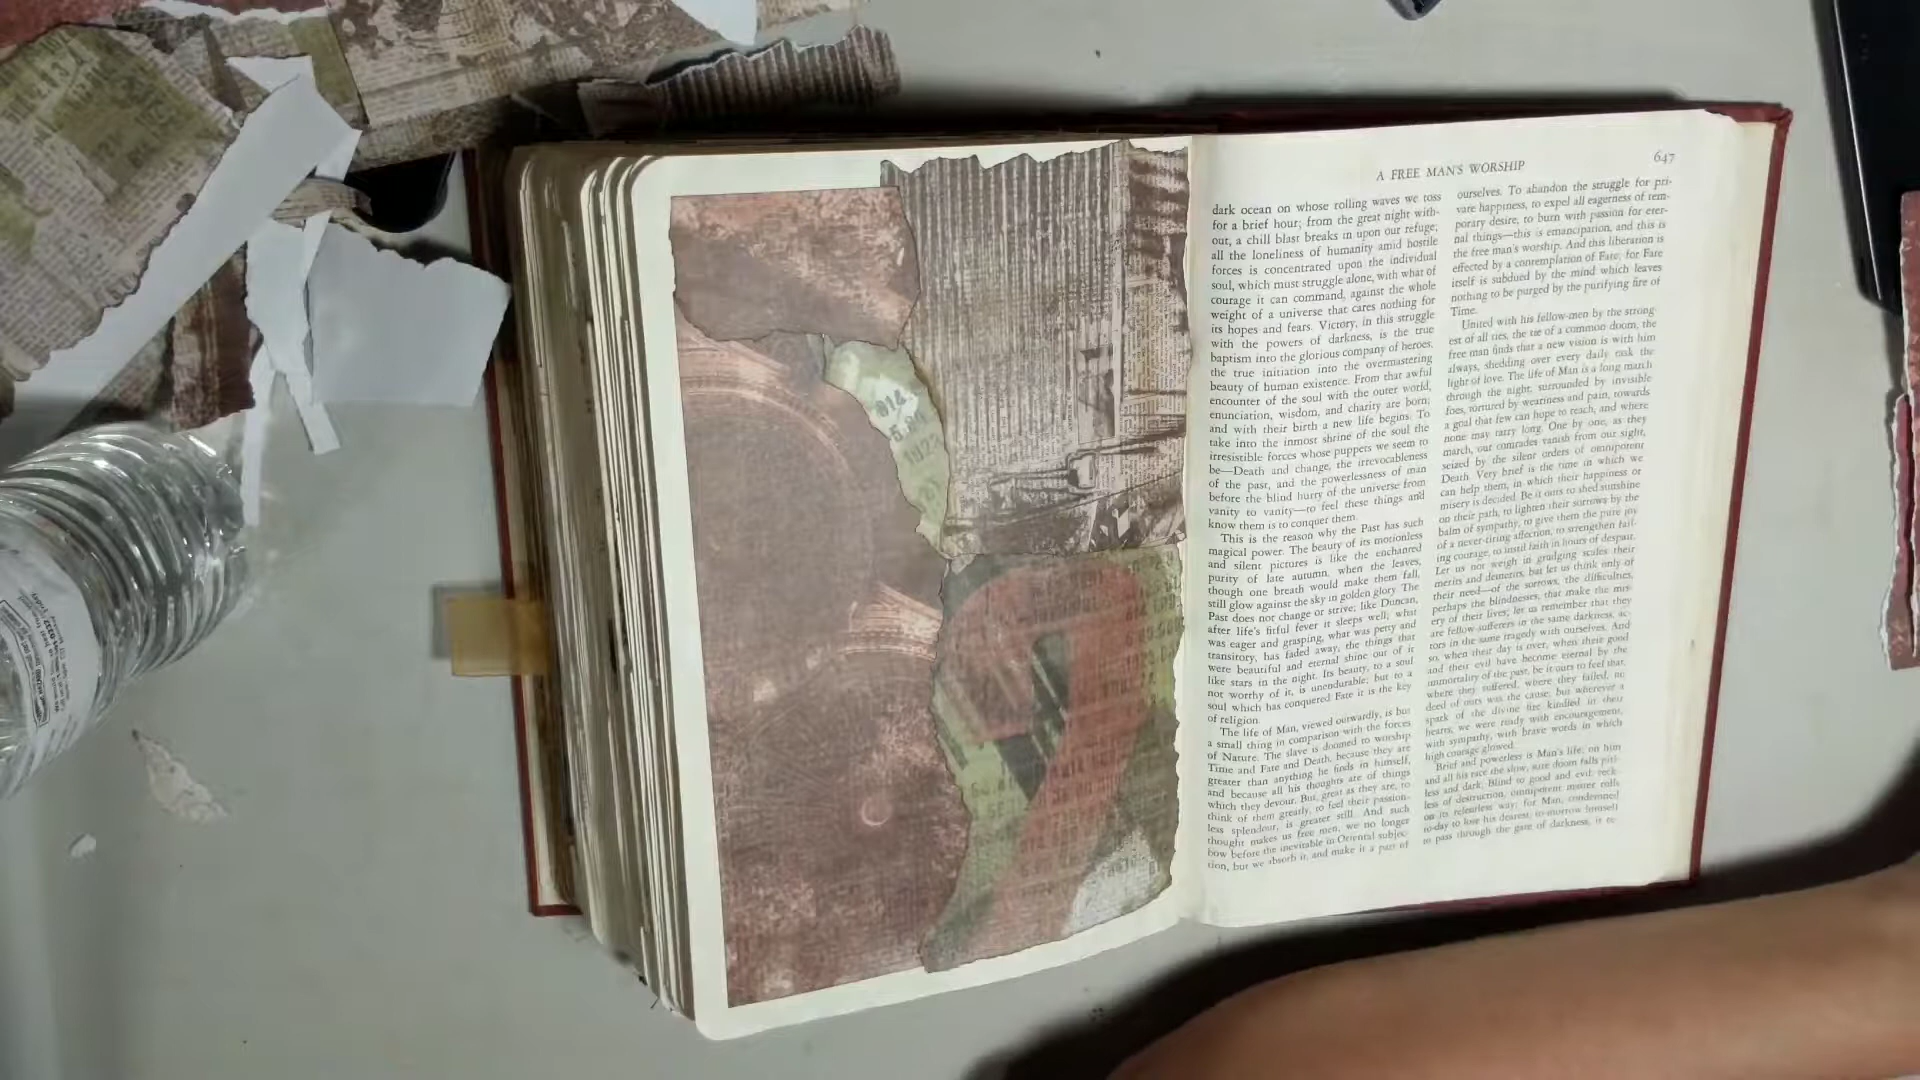 A FREE MAN'S WORSHIP
647
dark ocean on whose rolling waves we toss
for a brief hour; from the great night with-
out, a chill blast breaks in upon our refuge;
all the loneliness of humanity amid hostile
forces is concentrated upon the individual
soul, which must struggle alone, with what of
courage it can command, against the whole
weight of a universe that cares nothing for
its hopes and fears. Victory, in this struggle
with the powers of darkness, is the true
baptism into the glorious company of heroes,
the true initiation into the overmastering
beauty of human existence. From that awful
encounter of the soul with the outer world,
enunciation, wisdom, and charity are born;
and with their birth a new life begins. To
take into the inmost shrine of the soul the
irresistible forces whose puppets we seem to
be—Death and change, the irrevocableness
of the past, and the powerlessness of man
before the blind hurry of the universe from
vanity to vanity—to feel these things and
know them is to conquer them.
This is the reason why the Past has such
magical power. The beauty of its motionless
and silent pictures is like the enchanted
purity of late autumn, when the leaves,
though one breath would make them fall,
still glow against the sky in golden glory. The
Past does not change or strive; like Duncan,
after life's fitful fever it sleeps well; what
was eager and grasping, what was petty and
transitory, has faded away, the things that
were beautiful and eternal shine out of it
like stars in the night. Its beauty, to a soul
not worthy of it, is unendurable; but to a
soul which has conquered Fate it is the key
of religion.
The life of Man, viewed outwardly, is but
a small thing in comparison with the forces
of Nature. The slave is doomed to worship
Time and Fate and Death, because they are
greater than anything he finds in himself,
and because all his thoughts are of things
which they devour. But, great as they are, to
think of them greatly, to feel their passion-
less splendour, is greater still. And such
thought makes us free men; we no longer
bow before the inevitable in Oriental subjec-
tion, but we absorb it, and make it a part of
ourselves. To abandon the struggle for pri-
vate happiness, to expel all eagerness of tem-
porary desire, to burn with passion for eter-
nal things—this is emancipation, and this is
the free man's worship. And this liberation is
effected by a contemplation of Fate; for Fate
itself is subdued by the mind which leaves
nothing to be purged by the purifying fire of
Time.
United with his fellow-men by the strong-
est of all ties, the tie of a common doom, the
free man finds that a new vision is with him
always, shedding over every daily task the
light of love. The life of Man is a long march
through the night, surrounded by invisible
foes, tortured by weariness and pain, towards
a goal that few can hope to reach, and where
none may tarry long. One by one, as they
march, our comrades vanish from our sight,
seized by the silent orders of omnipotent
Death. Very brief is the time in which we
can help them, in which their happiness or
misery is decided. Be it ours to shed sunshine
on their path, to lighten their sorrows by the
balm of sympathy, to give them the pure joy
of a never-tiring affection, to strengthen fail-
ing courage, to instil faith in hours of despair.
Let us not weigh in grudging scales their
merits and demerits, but let us think only of
their need—of the sorrows, the difficulties,
perhaps the blindnesses, that make the mis-
ery of their lives; let us remember that they
are fellow-sufferers in the same darkness, ac-
tors in the same tragedy with ourselves. And
so, when their day is over, when their good
and their evil have become eternal by the
immortality of the past, be it ours to feel that,
where they suffered, where they failed, no
deed of ours was the cause; but wherever a
spark of the divine fire kindled in their
hearts, we were ready with encouragement,
with sympathy, with brave words in which
high courage glowed.
Brief and powerless is Man's life; on him
and all his race the slow, sure doom falls piti-
less and dark. Blind to good and evil, reck-
less of destruction, omnipotent matter rolls
on its relentless way; for Man, condemned
to-day to lose his dearest, to-morrow himself
to pass through the gate of darkness, it re-